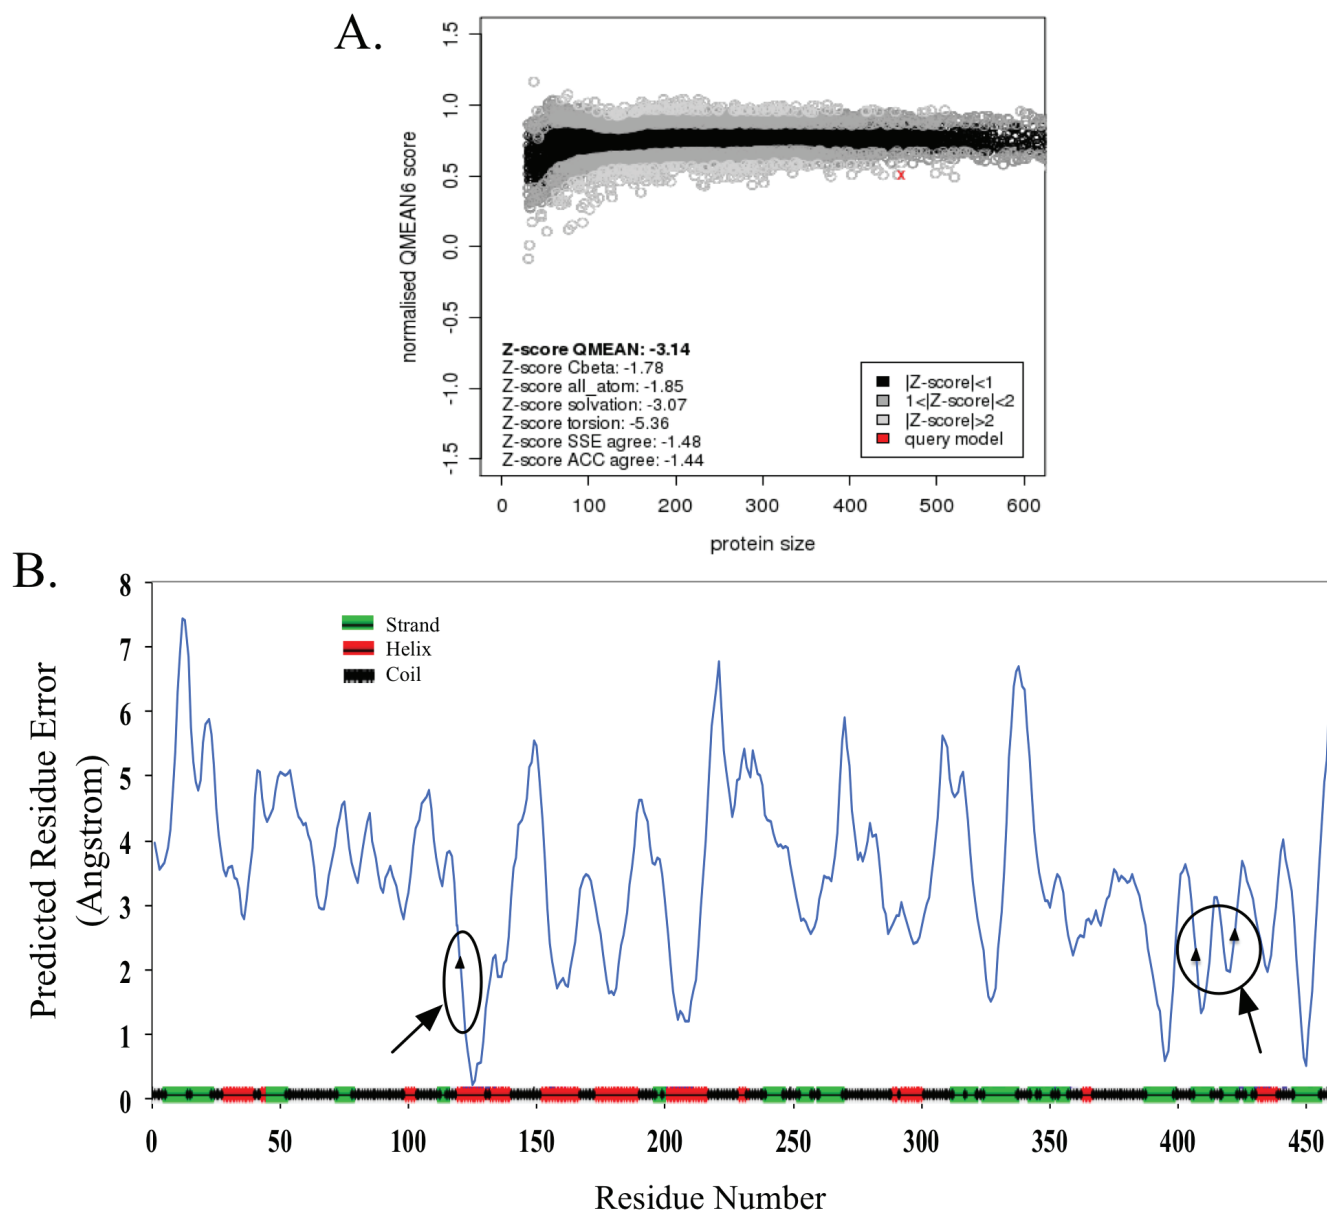 A.
1.5
1.0
0.5
0.0
-0.5
-1.0
-1.5
normalised QMEAN6 score
Z-score QMEAN: -3.14
Z-score Cbeta: -1.78
Z-score all_atom: -1.85
Z-score solvation: -3.07
Z-score torsion: -5.36
Z-score SSE agree: -1.48
Z-score ACC agree: -1.44
|Z-score|<1
1<|Z-score|<2
|Z-score|>2
query model
x
0 100 200 300 400 500 600
protein size
B.
8
7
6
5
4
3
2
1
0
Predicted Residue Error
(Angstrom)
Strand
Helix
Coil
0 50 100 150 200 250 300 350 400 450
Residue Number